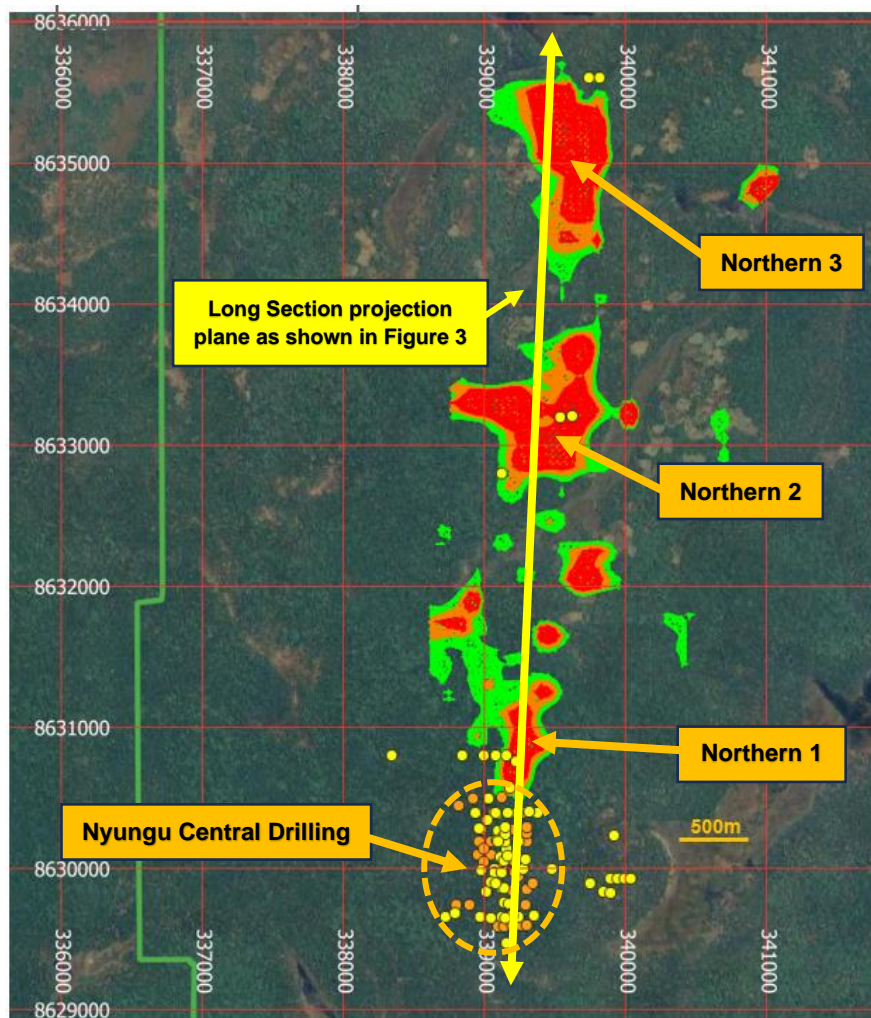 8636000
336000
337000
338000
339000
340000
341000
8635000
Northern 3
8634000
Long Section projection
plane as shown in Figure 3
8633000
Northern 2
8632000
8631000
Northern 1
Nyungu Central Drilling
500m
8630000
336000
337000
338000
339000
340000
341000
8629000